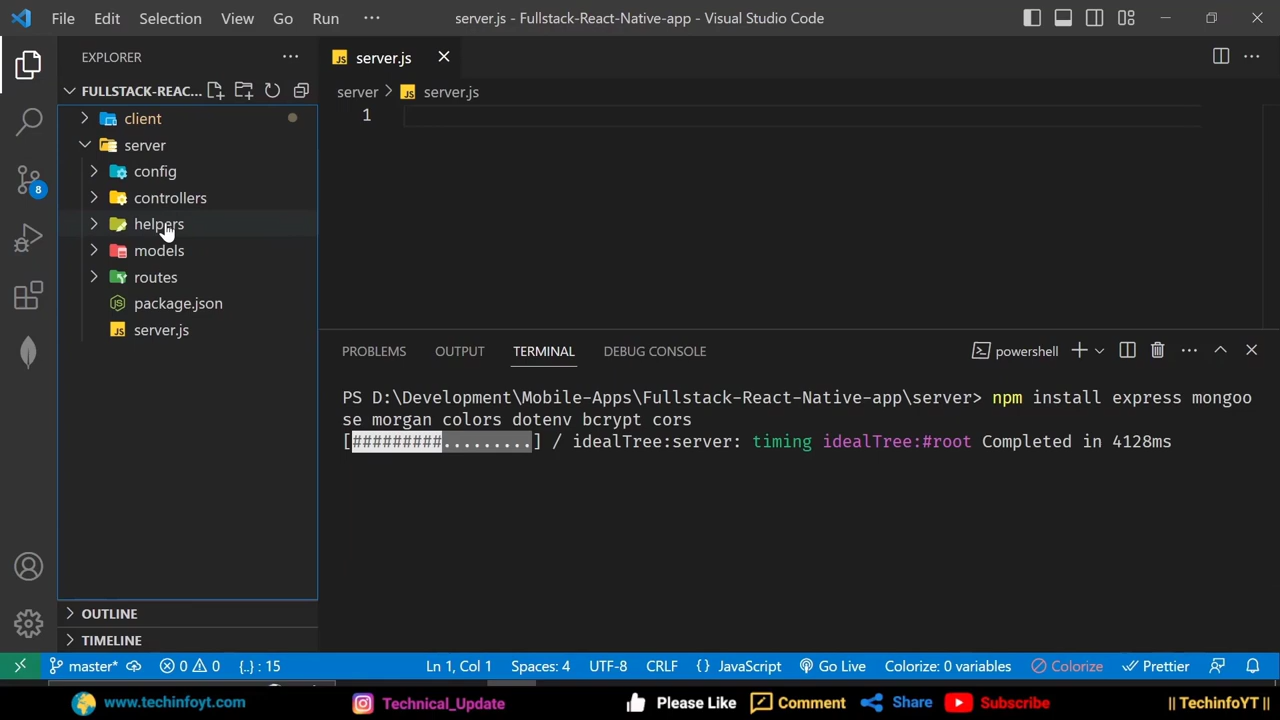 File Edit Selection View Go Run ··· server.js - Fullstack-React-Native-app - Visual Studio Code
EXPLORER ···
FULLSTACK-REAC...
client
server
config
controllers
helpers
models
routes
package.json
server.js
OUTLINE
TIMELINE
8
JS server.js
server > JS server.js
1
PROBLEMS OUTPUT TERMINAL DEBUG CONSOLE powershell
PS D:\Development\Mobile-Apps\Fullstack-React-Native-app\server> npm install express mongoo
se morgan colors dotenv bcrypt cors
[#########.........] / idealTree:server: timing idealTree:#root Completed in 4128ms
master* 0 0 {..} : 15 Ln 1, Col 1 Spaces: 4 UTF-8 CRLF {} JavaScript Go Live Colorize: 0 variables Colorize Prettier
www.techinfoyt.com Technical_Update Please Like Comment Share Subscribe || TechinfoYT ||